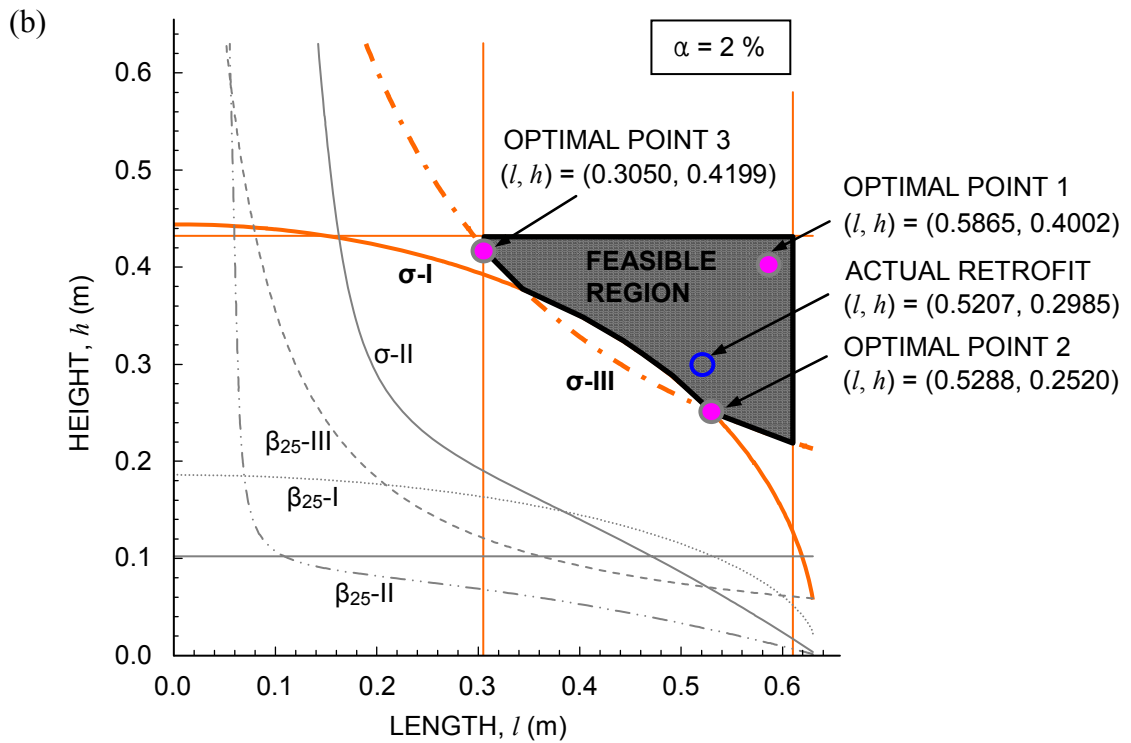 (b)
α = 2 %
OPTIMAL POINT 3
(l, h) = (0.3050, 0.4199)
OPTIMAL POINT 1
(l, h) = (0.5865, 0.4002)
ACTUAL RETROFIT
(l, h) = (0.5207, 0.2985)
OPTIMAL POINT 2
(l, h) = (0.5288, 0.2520)
FEASIBLE
REGION
σ-I
σ-II
σ-III
β25-III
β25-I
β25-II
HEIGHT, h (m)
0.6
0.5
0.4
0.3
0.2
0.1
0.0
0.0 0.1 0.2 0.3 0.4 0.5 0.6
LENGTH, l (m)